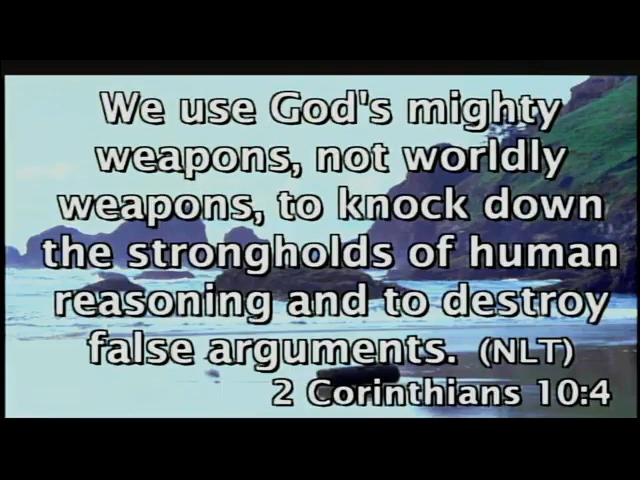 We use God's mighty
weapons, not worldly
weapons, to knock down
the strongholds of human
reasoning and to destroy
false arguments. (NLT)
2 Corinthians 10:4